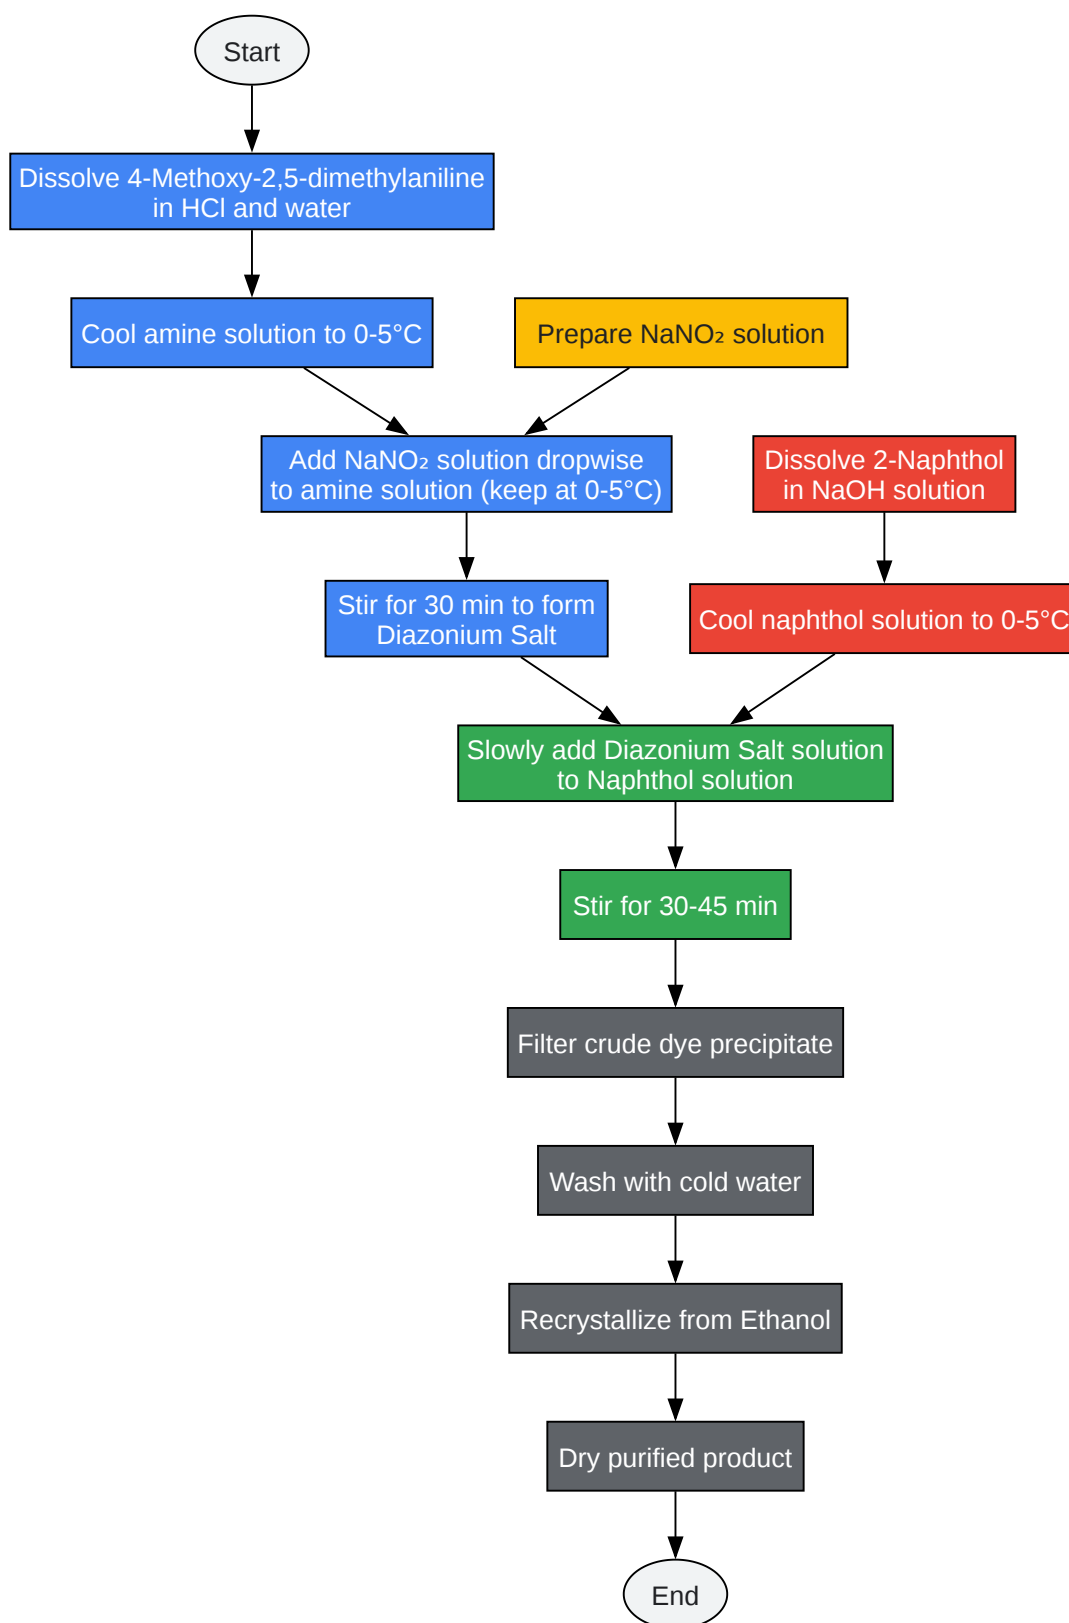 Start
Dissolve 4-Methoxy-2,5-dimethylaniline
in HCl and water
Cool amine solution to 0-5°C
Prepare NaNO₂ solution
Add NaNO₂ solution dropwise
to amine solution (keep at 0-5°C)
Dissolve 2-Naphthol
in NaOH solution
Stir for 30 min to form
Diazonium Salt
Cool naphthol solution to 0-5°C
Slowly add Diazonium Salt solution
to Naphthol solution
Stir for 30-45 min
Filter crude dye precipitate
Wash with cold water
Recrystallize from Ethanol
Dry purified product
End